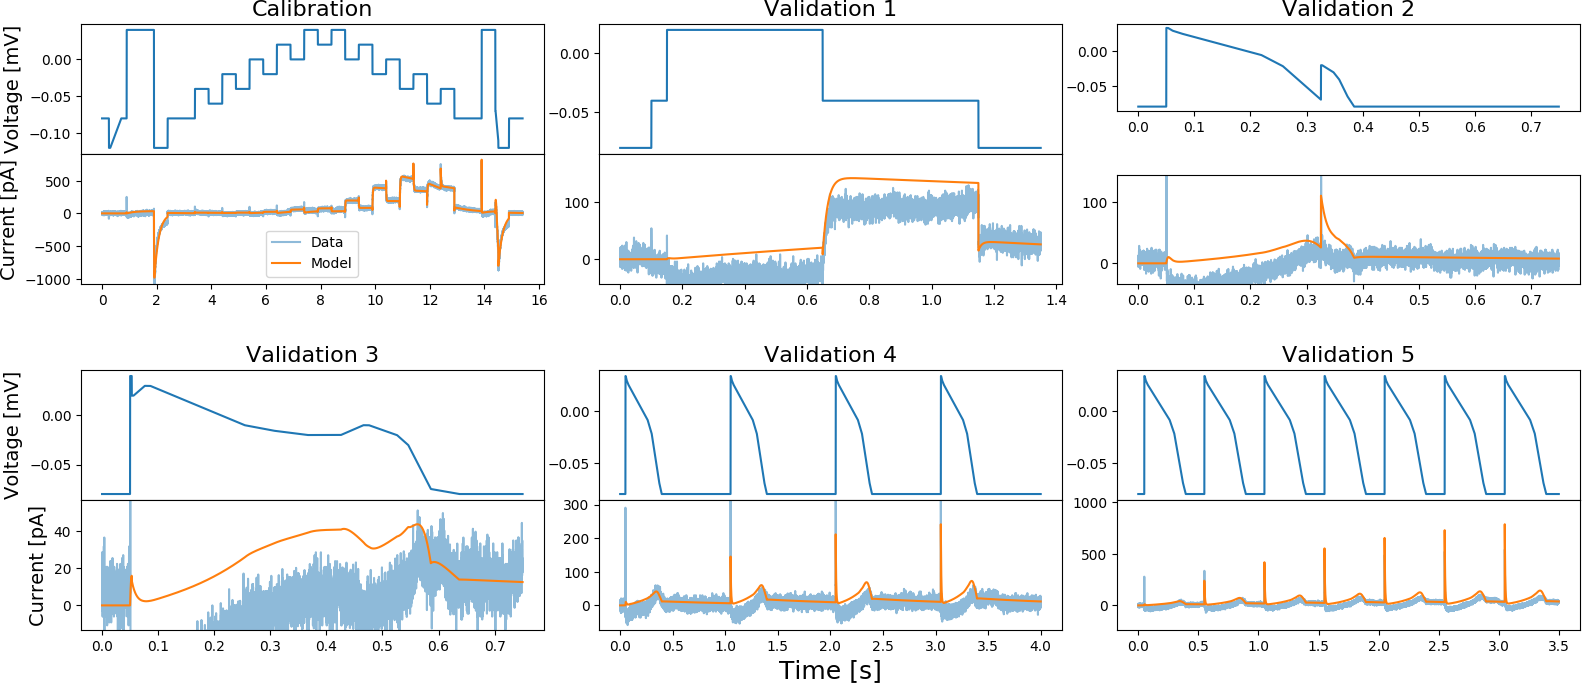 Calibration
Validation 1
Validation 2
Voltage [mV]
0.00
−0.05
−0.10
0.00
−0.05
0.00
−0.05
0.0 0.1 0.2 0.3 0.4 0.5 0.6 0.7
Current [pA]
500
0
−500
−1000
Data
Model
0 2 4 6 8 10 12 14 16
100
0
0.0 0.2 0.4 0.6 0.8 1.0 1.2 1.4
100
0
0.0 0.1 0.2 0.3 0.4 0.5 0.6 0.7
Validation 3
Validation 4
Validation 5
Voltage [mV]
0.00
−0.05
0.00
−0.05
0.00
−0.05
Current [pA]
40
20
0
0.0 0.1 0.2 0.3 0.4 0.5 0.6 0.7
300
200
100
0
0.0 0.5 1.0 1.5 2.0 2.5 3.0 3.5 4.0
1000
500
0
0.0 0.5 1.0 1.5 2.0 2.5 3.0 3.5
Time [s]